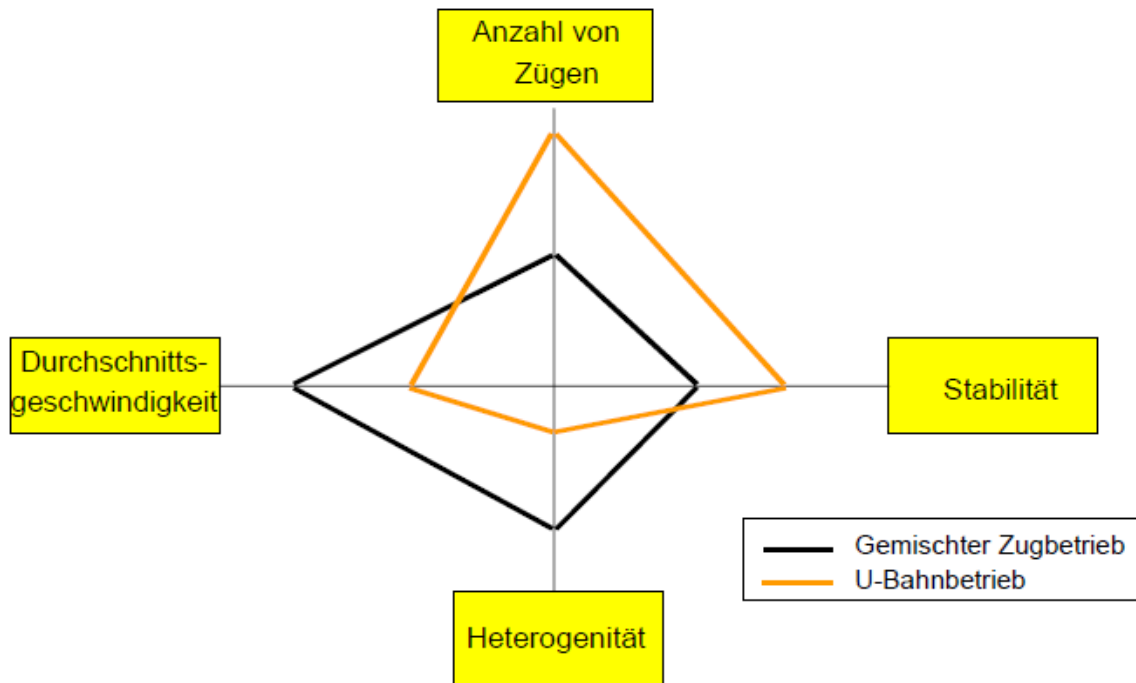 Anzahl von
Zügen
Durchschnitts-
geschwindigkeit
Stabilität
Gemischter Zugbetrieb
U-Bahnbetrieb
Heterogenität